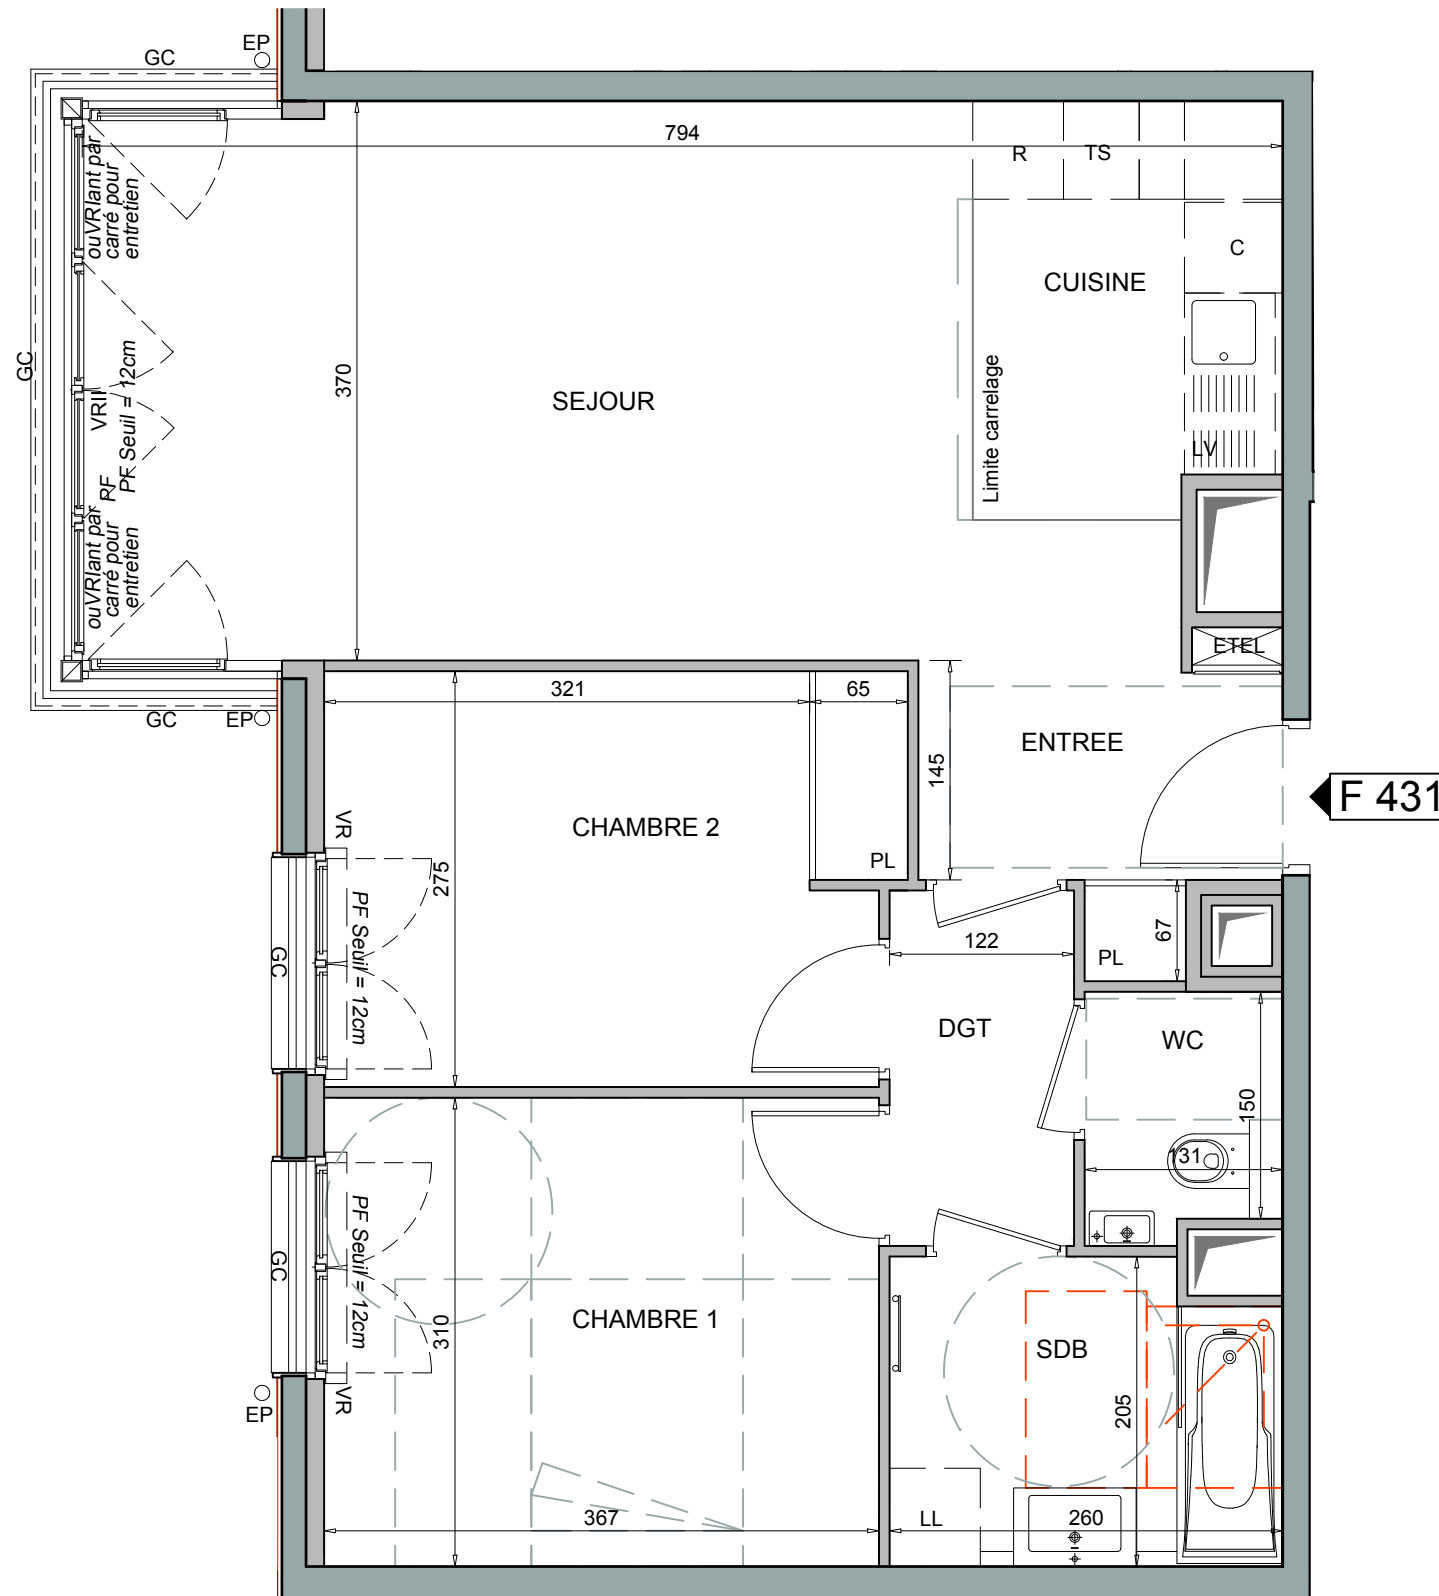 GC
EP
794
R
TS
ouVRlant par
carré pour
entretien
C
CUISINE
GC
370
VRII
PF Seuil = 12cm
SEJOUR
Limite carrelage
LV
PF
ouVRlant par
carré pour
entretien
ETEL
GC
EP
321
65
145
ENTREE
F 431
VR
CHAMBRE 2
PL
275
PF Seuil = 12cm
GC
122
67
PL
DGT
WC
150
131
PF Seuil = 12cm
GC
310
CHAMBRE 1
SDB
VR
EP
205
367
LL
260